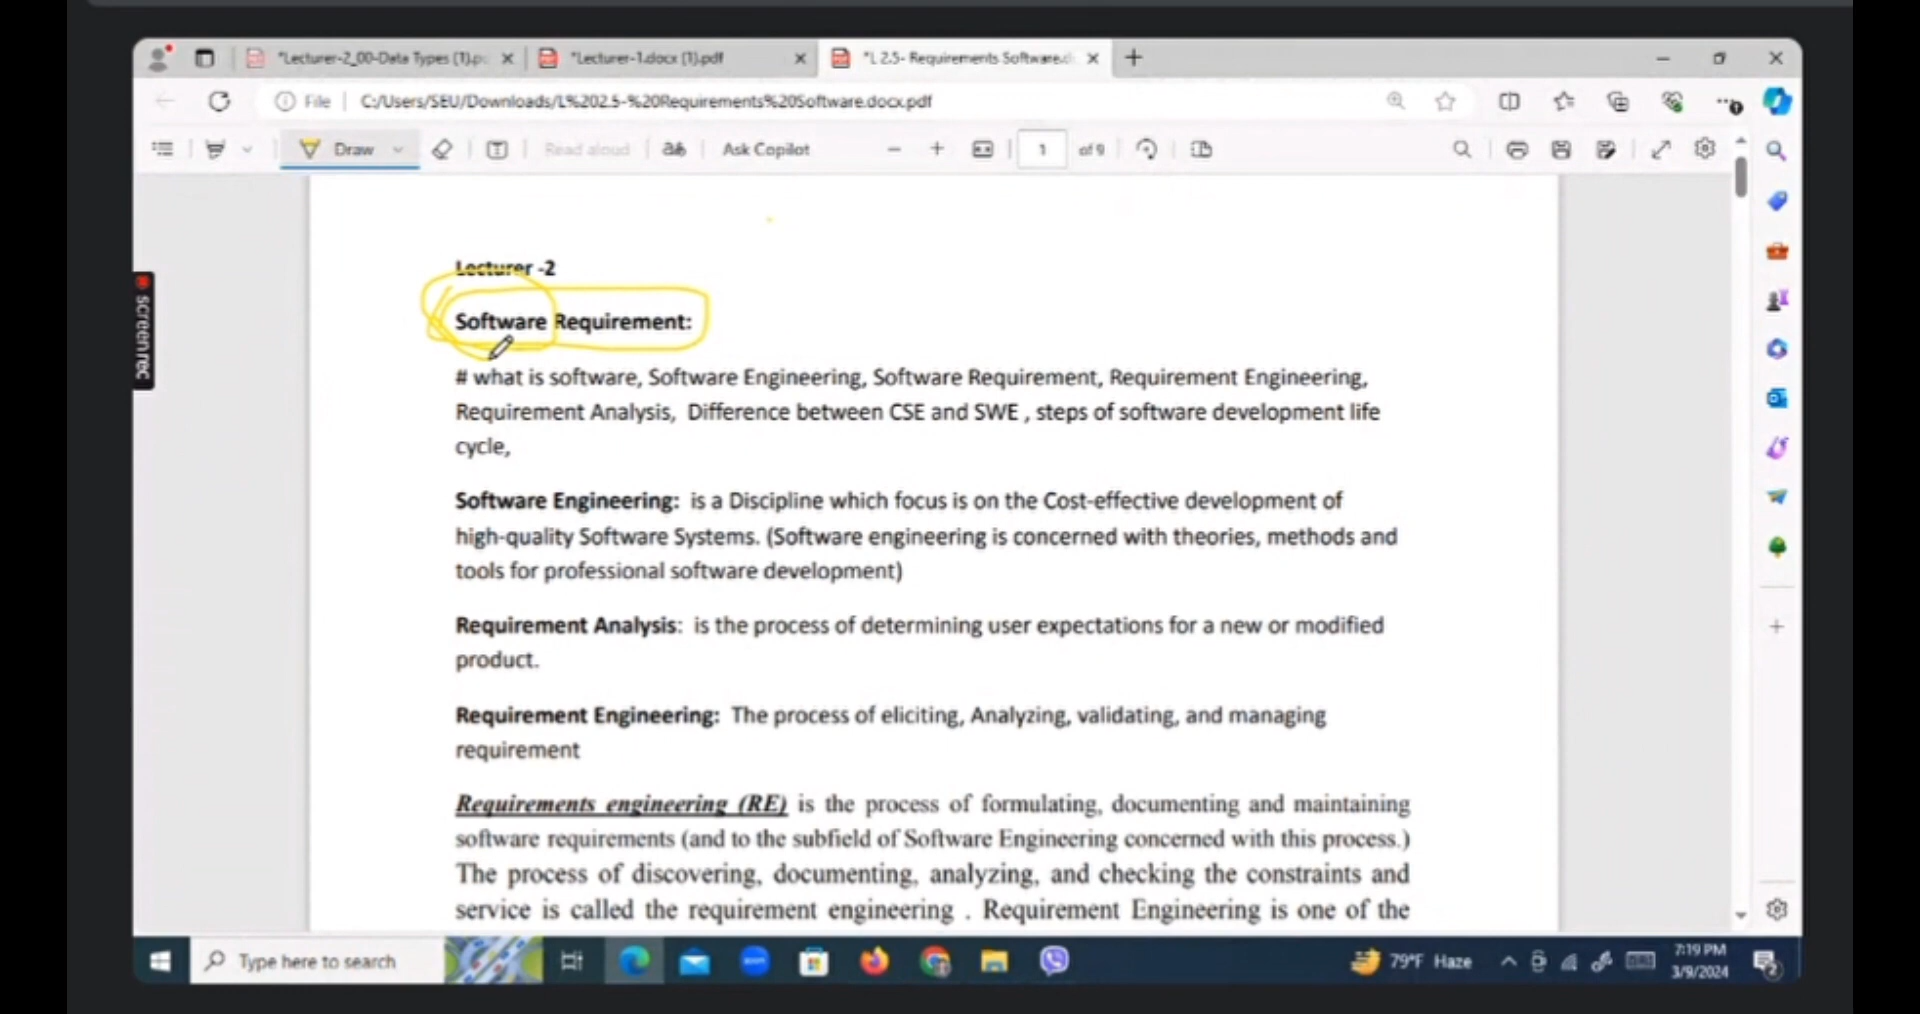 *Lecturer-2_00-Data Types (1).p
*Lecturer-1.docx (1).pdf
*L 2.5- Requirements Software.d
File
C:/Users/SEU/Downloads/L%202.5-%20Requirements%20Software.docx.pdf
Draw
Read aloud
Ask Copilot
1
of 9
Lecturer -2
Software Requirement:
# what is software, Software Engineering, Software Requirement, Requirement Engineering,
Requirement Analysis, Difference between CSE and SWE , steps of software development life
cycle,
Software Engineering: is a Discipline which focus is on the Cost-effective development of
high-quality Software Systems. (Software engineering is concerned with theories, methods and
tools for professional software development)
Requirement Analysis: is the process of determining user expectations for a new or modified
product.
Requirement Engineering: The process of eliciting, Analyzing, validating, and managing
requirement
Requirements engineering (RE) is the process of formulating, documenting and maintaining
software requirements (and to the subfield of Software Engineering concerned with this process.)
The process of discovering, documenting, analyzing, and checking the constraints and
service is called the requirement engineering . Requirement Engineering is one of the
screenrec
Type here to search
zoom
79°F Haze
7:19 PM
3/9/2024
2